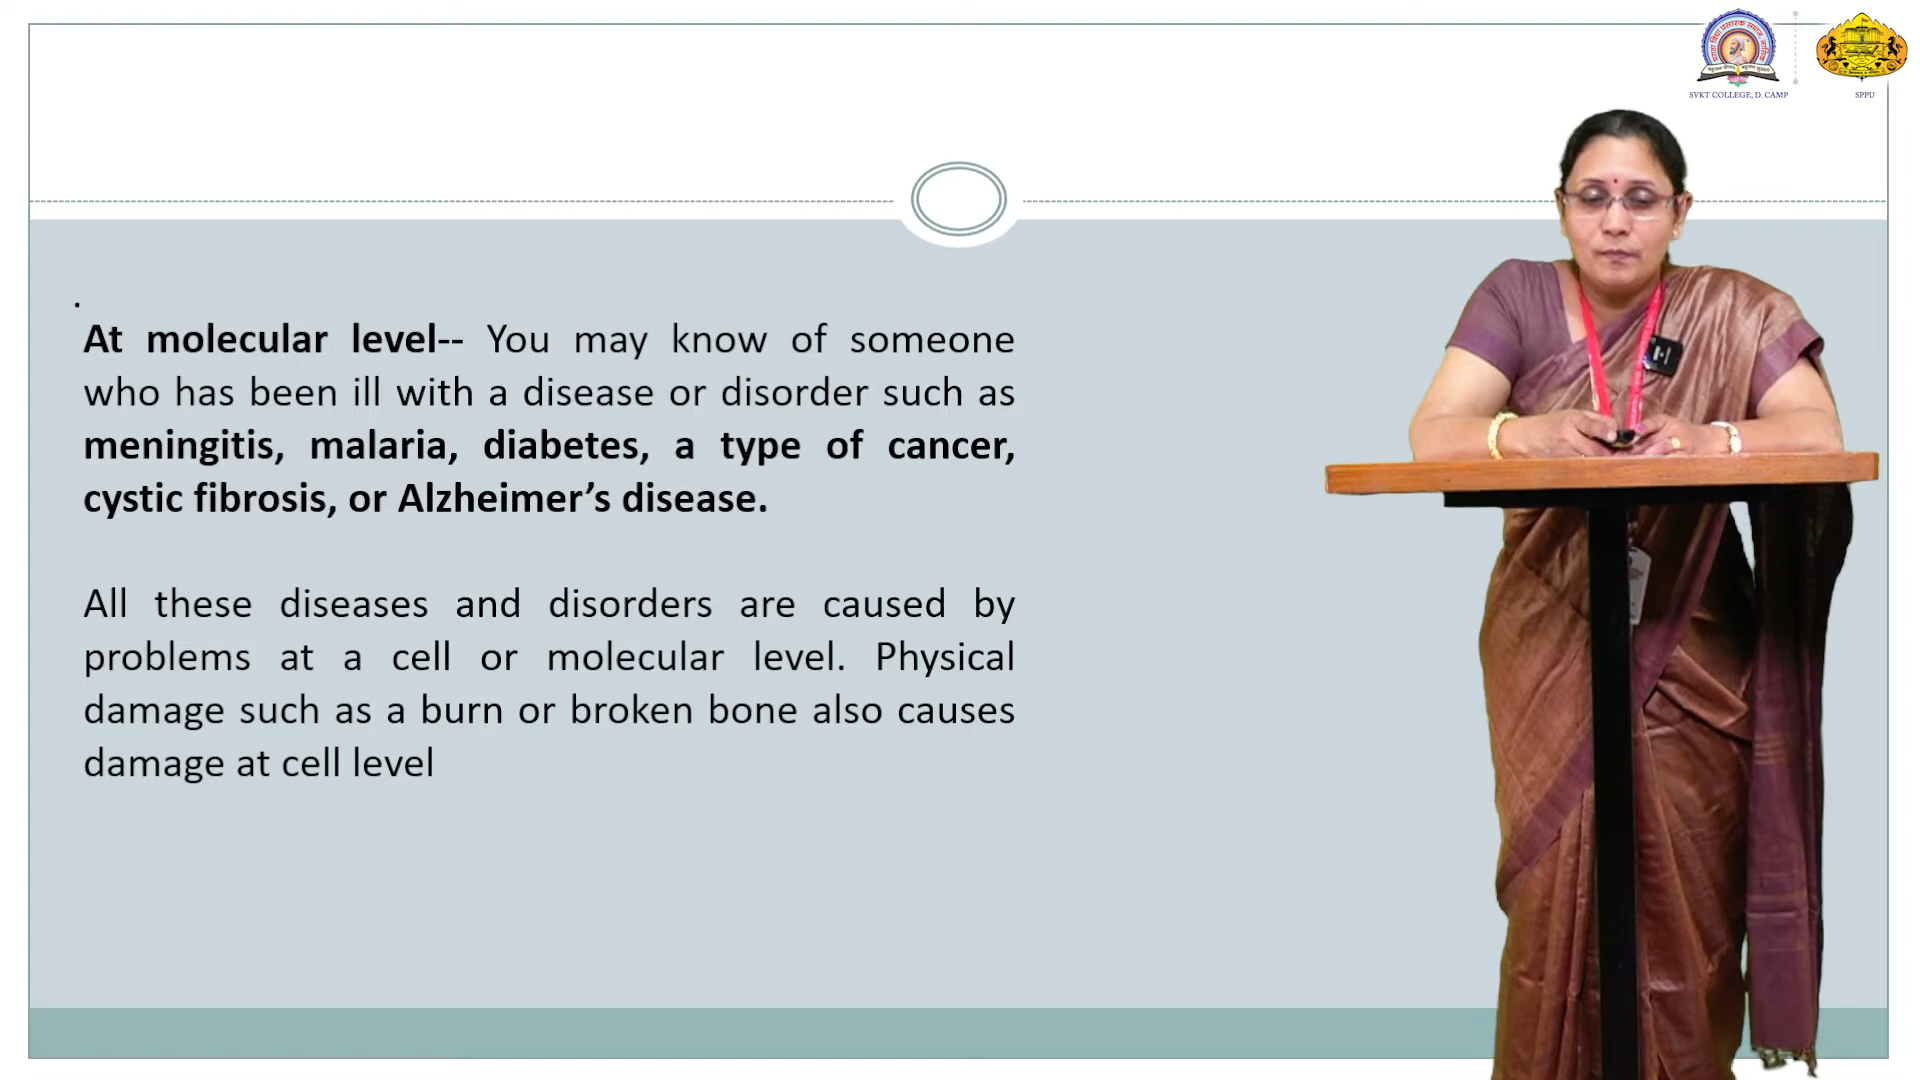 SVKT COLLEGE, D. CAMP
SPPU
.
At molecular level-- You may know of someone
who has been ill with a disease or disorder such as
meningitis, malaria, diabetes, a type of cancer,
cystic fibrosis, or Alzheimer’s disease.
All these diseases and disorders are caused by
problems at a cell or molecular level. Physical
damage such as a burn or broken bone also causes
damage at cell level